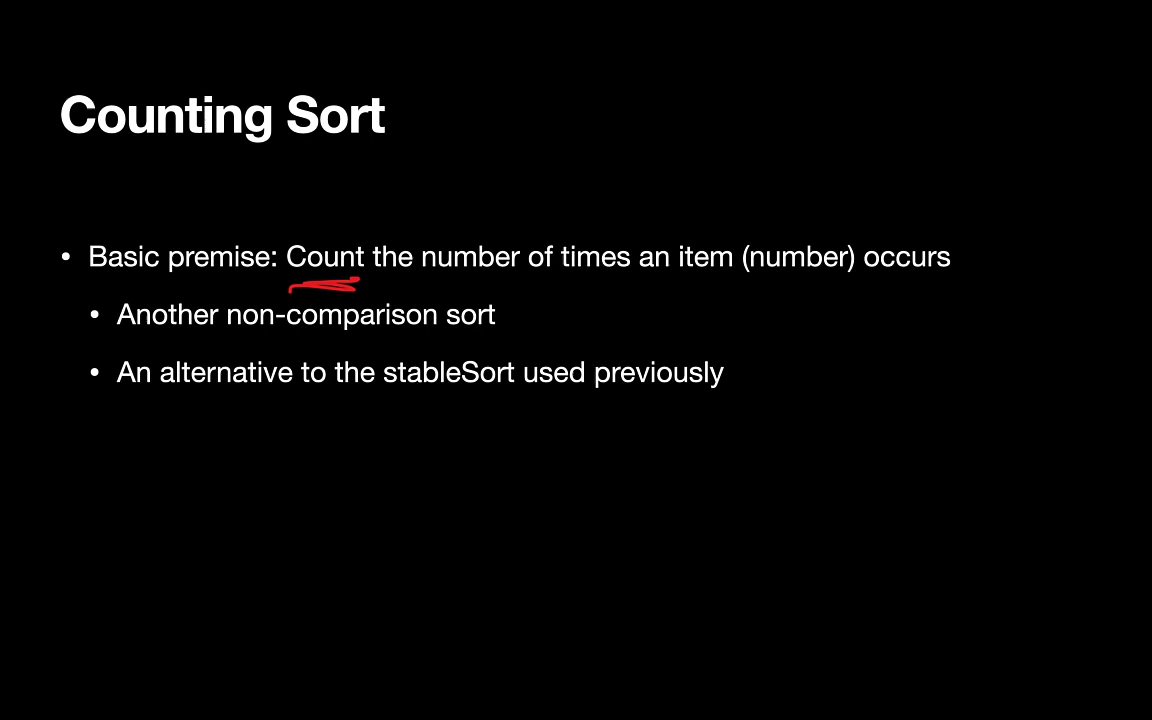 Counting Sort
• Basic premise: Count the number of times an item (number) occurs
• Another non-comparison sort
• An alternative to the stableSort used previously